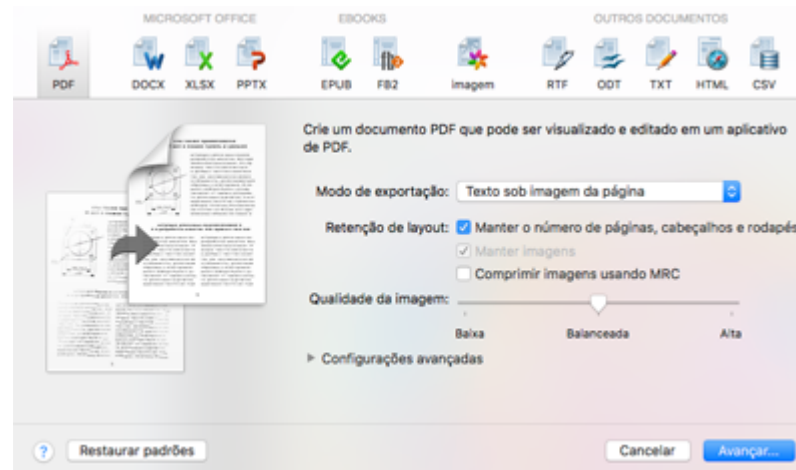 MICROSOFT OFFICE EBOOKS OUTROS DOCUMENTOS
PDF DOCX XLSX PPTX EPUB FB2 imagem RTF ODT TXT HTML CSV
Crie um documento PDF que pode ser visualizado e editado em um aplicativo
de PDF.
Modo de exportação: Texto sob imagem da página
Retenção de layout: Manter o número de páginas, cabeçalhos e rodapés
Manter imagens
Comprimir imagens usando MRC
Qualidade da imagem:
Baixa Balanceada Alta
Configurações avançadas
? Restaurar padrões Cancelar Avançar...